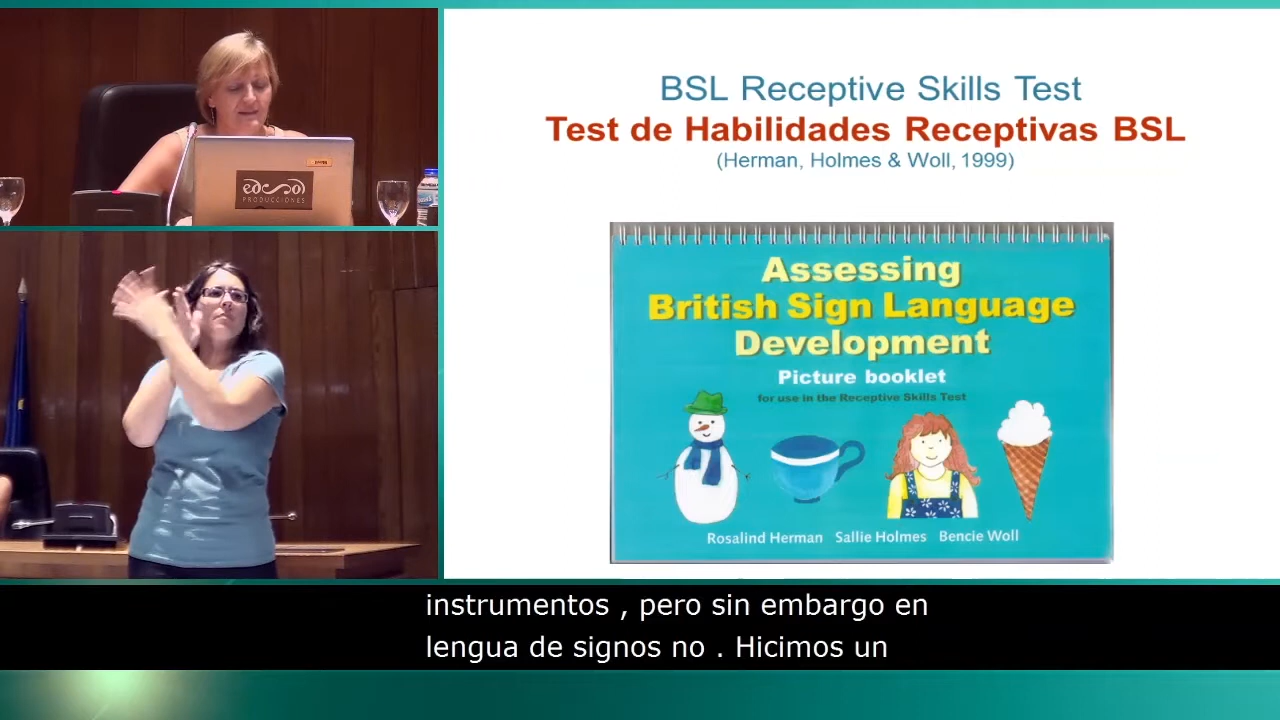 BSL Receptive Skills Test
Test de Habilidades Receptivas BSL
(Herman, Holmes & Woll, 1999)
Assessing
British Sign Language
Development
Picture booklet
for use in the Receptive Skills Test
Rosalind Herman Sallie Holmes Bencie Woll
PRODUCCIONES
instrumentos , pero sin embargo en
lengua de signos no . Hicimos un